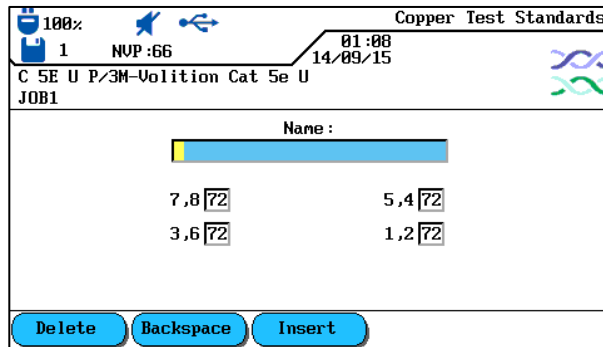 100% Copper Test Standards
1 NVP:66 01:08
14/09/15
C 5E U P/3M-Volition Cat 5e U
JOB1
Name:
7,8 72 5,4 72
3,6 72 1,2 72
Delete Backspace Insert